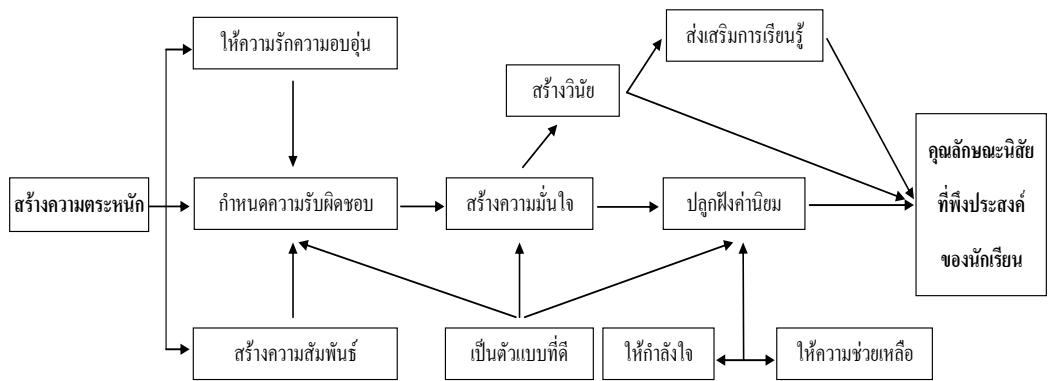 ให้ความรักความอบอุ่น
ส่งเสริมการเรียนรู้
สร้างวินัย
สร้างความตระหนัก
กำหนดความรับผิดชอบ
สร้างความมั่นใจ
ปลูกฝังค่านิยม
คุณลักษณะนิสัย
ที่พึงประสงค์
ของนักเรียน
สร้างความสัมพันธ์
เป็นตัวแบบที่ดี
ให้กำลังใจ
ให้ความช่วยเหลือ